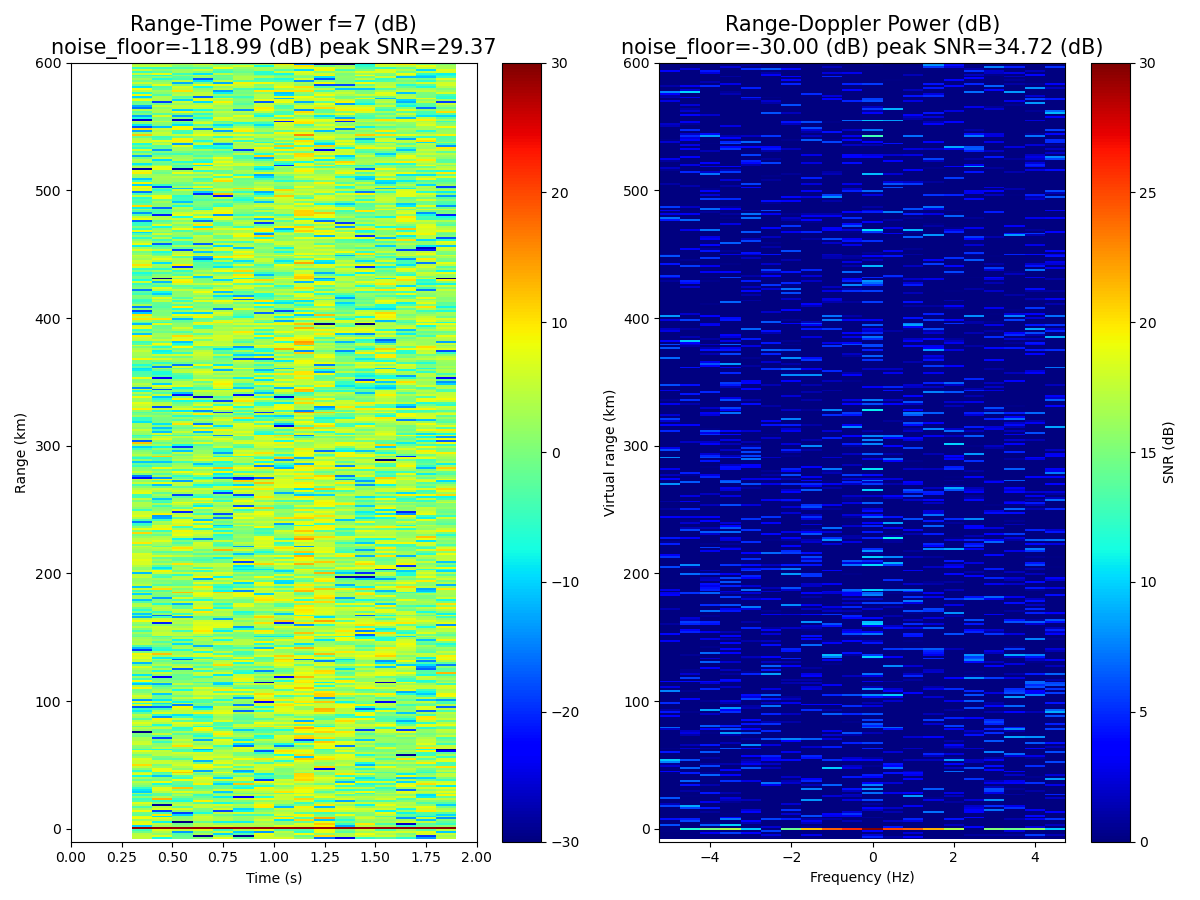 Range-Time Power f=7 (dB)
noise_floor=-118.99 (dB) peak SNR=29.37
Range-Doppler Power (dB)
noise_floor=-30.00 (dB) peak SNR=34.72 (dB)
600
500
400
300
200
100
0
Range (km)
0.00 0.25 0.50 0.75 1.00 1.25 1.50 1.75 2.00
Time (s)
30
20
10
0
−10
−20
−30
600
500
400
300
200
100
0
Virtual range (km)
−4 −2 0 2 4
Frequency (Hz)
30
25
20
15
10
5
0
SNR (dB)